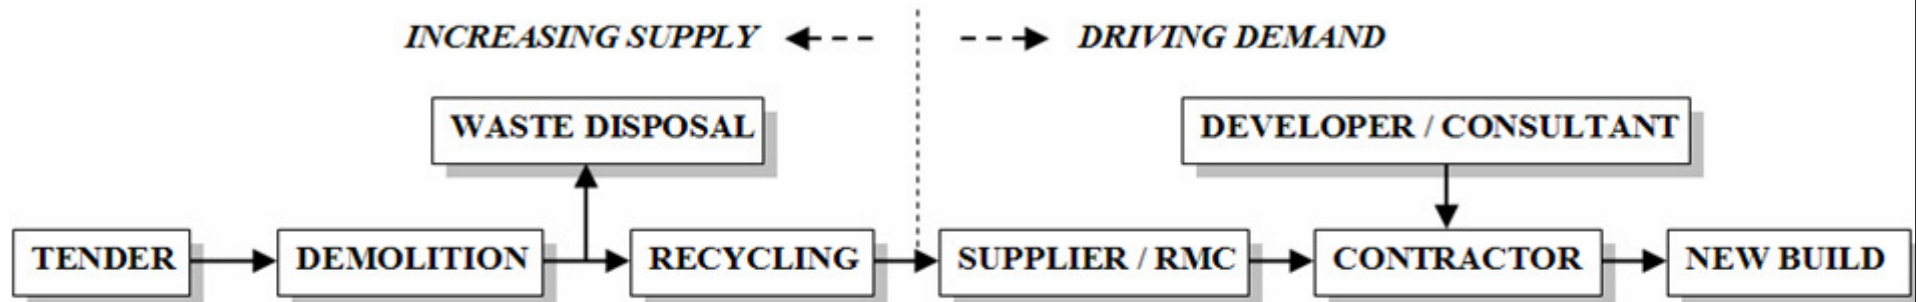 INCREASING SUPPLY
DRIVING DEMAND
WASTE DISPOSAL
DEVELOPER / CONSULTANT
TENDER
DEMOLITION
RECYCLING
SUPPLIER / RMC
CONTRACTOR
NEW BUILD